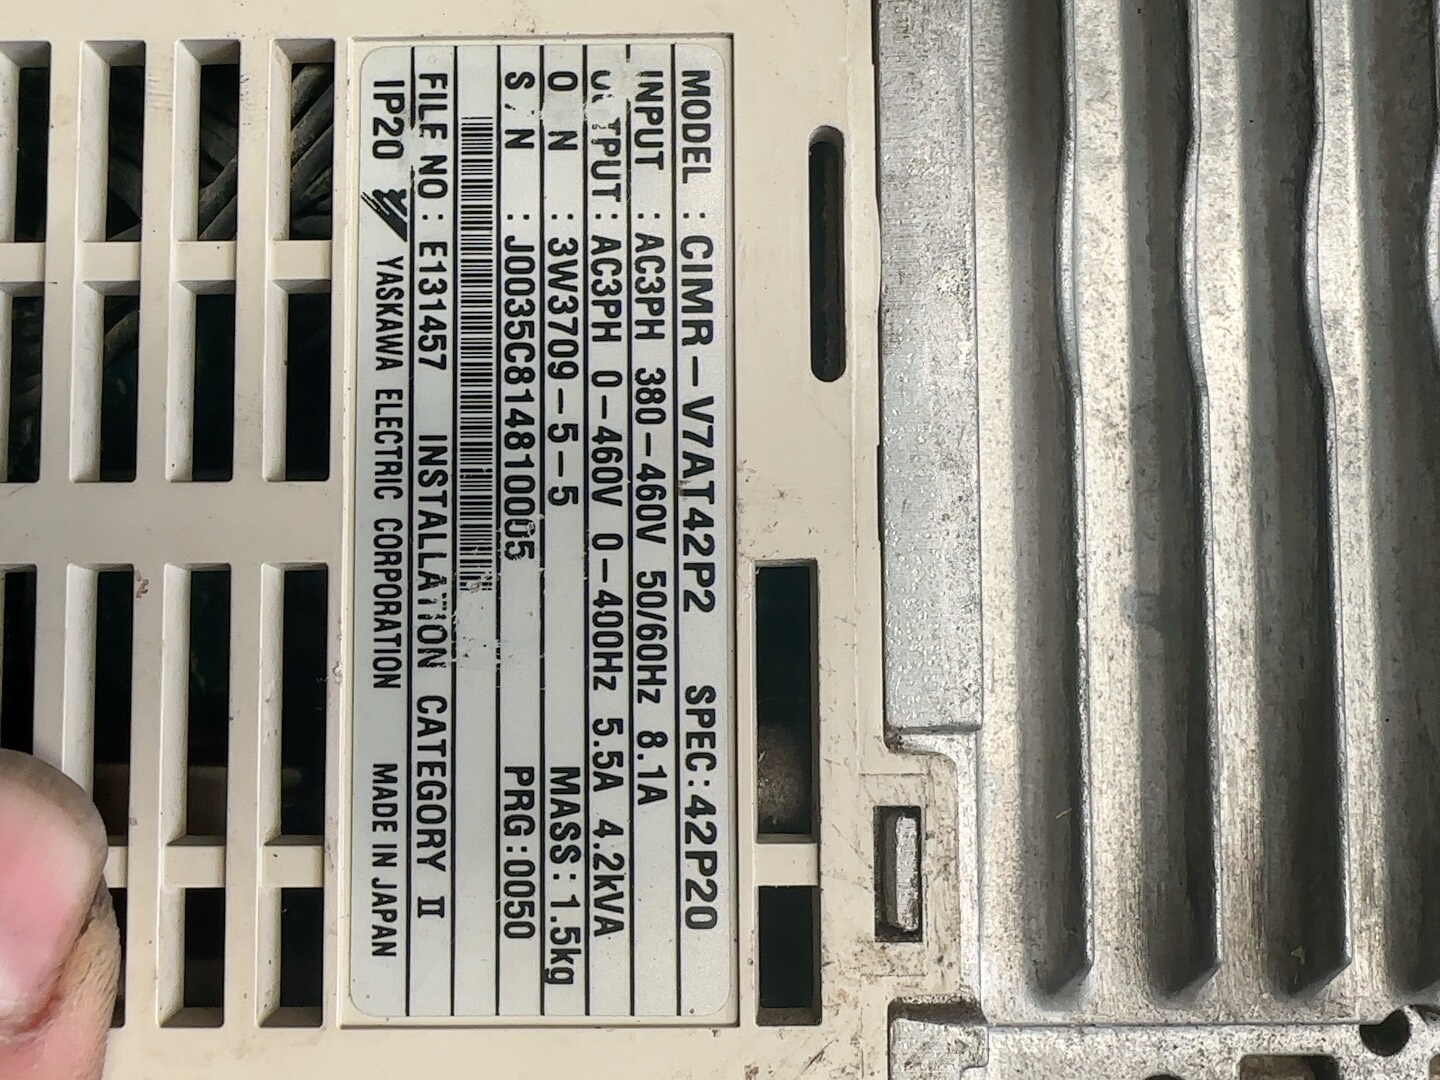 MODEL : CIMR-V7AT42P2 SPEC:42P20
INPUT : AC3PH 380-460V 50/60Hz 8.1A
OUTPUT: AC3PH 0-460V 0-400Hz 5.5A 4.2kVA
O N : 3W3709-5-5 MASS: 1.5kg
S/N : J0035C814810005 PRG:0050
FILE NO: E131457 INSTALLATION CATEGORY II
IP20 YASKAWA ELECTRIC CORPORATION MADE IN JAPAN